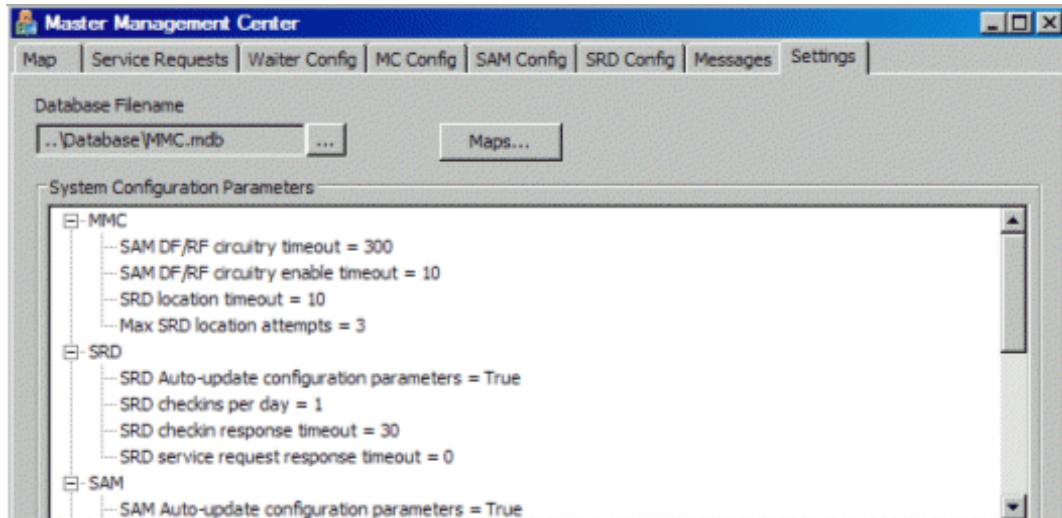 Master Management Center
Map Service Requests Waiter Config MC Config SAM Config SRD Config Messages Settings
Database Filename
..\Database\MMC.mdb ... Maps...
System Configuration Parameters
MMC
SAM DF/RF circuitry timeout = 300
SAM DF/RF circuitry enable timeout = 10
SRD location timeout = 10
Max SRD location attempts = 3
SRD
SRD Auto-update configuration parameters = True
SRD checkins per day = 1
SRD checkin response timeout = 30
SRD service request response timeout = 0
SAM
SAM Auto-update configuration parameters = True